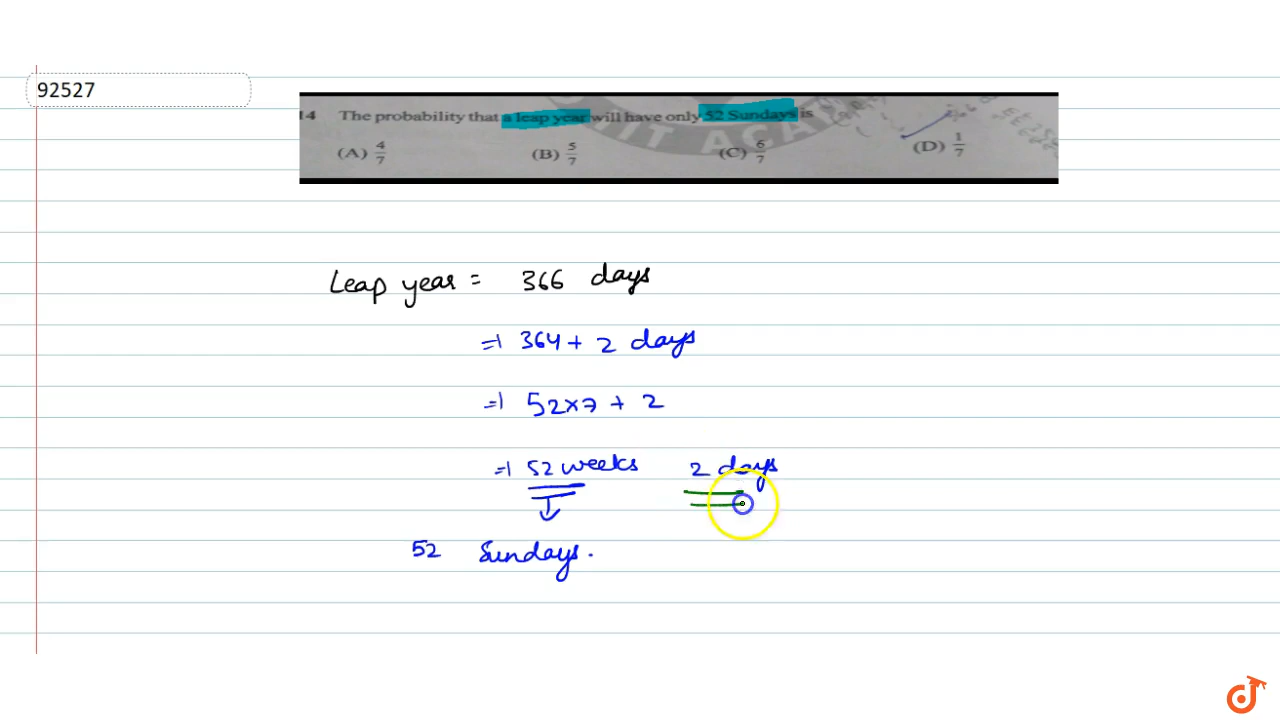 92527
14 The probability that a leap year will have only 52 Sundays is
(A) 4/7 (B) 5/7 (C) 6/7 (D) 1/7
Leap year = 366 days
⇒ 364 + 2 days
⇒ 52×7 + 2
⇒ 52 weeks 2 days
52 Sundays.